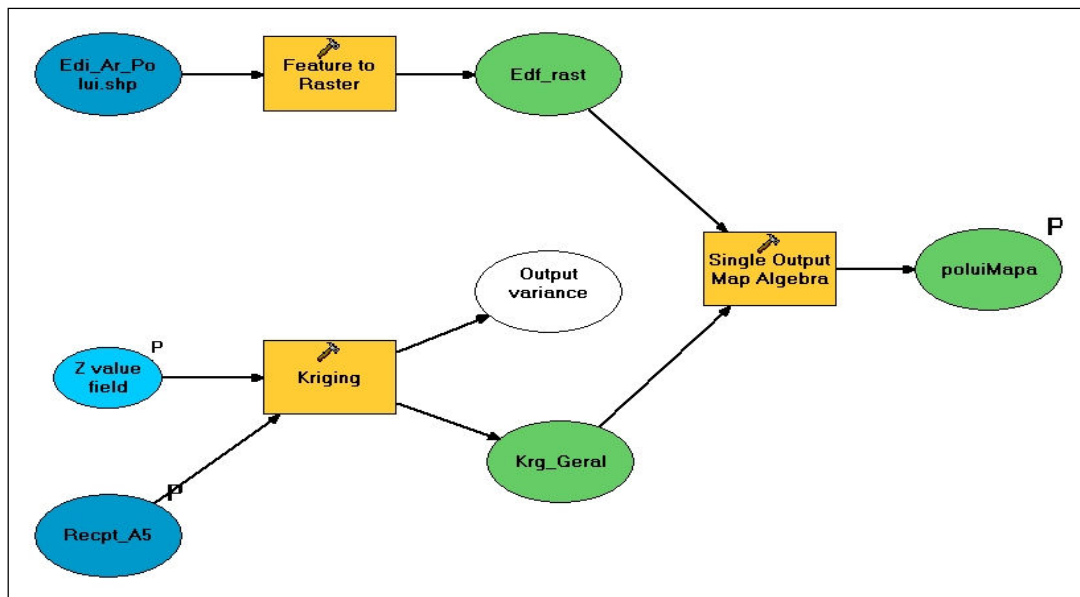 Edi_Ar_Po
lui.shp
Feature to
Raster
Edf_rast
P
Single Output
Map Algebra
poluiMapa
Output
variance
P
Z value
field
Kriging
Krg_Geral
P
Recpt_A5